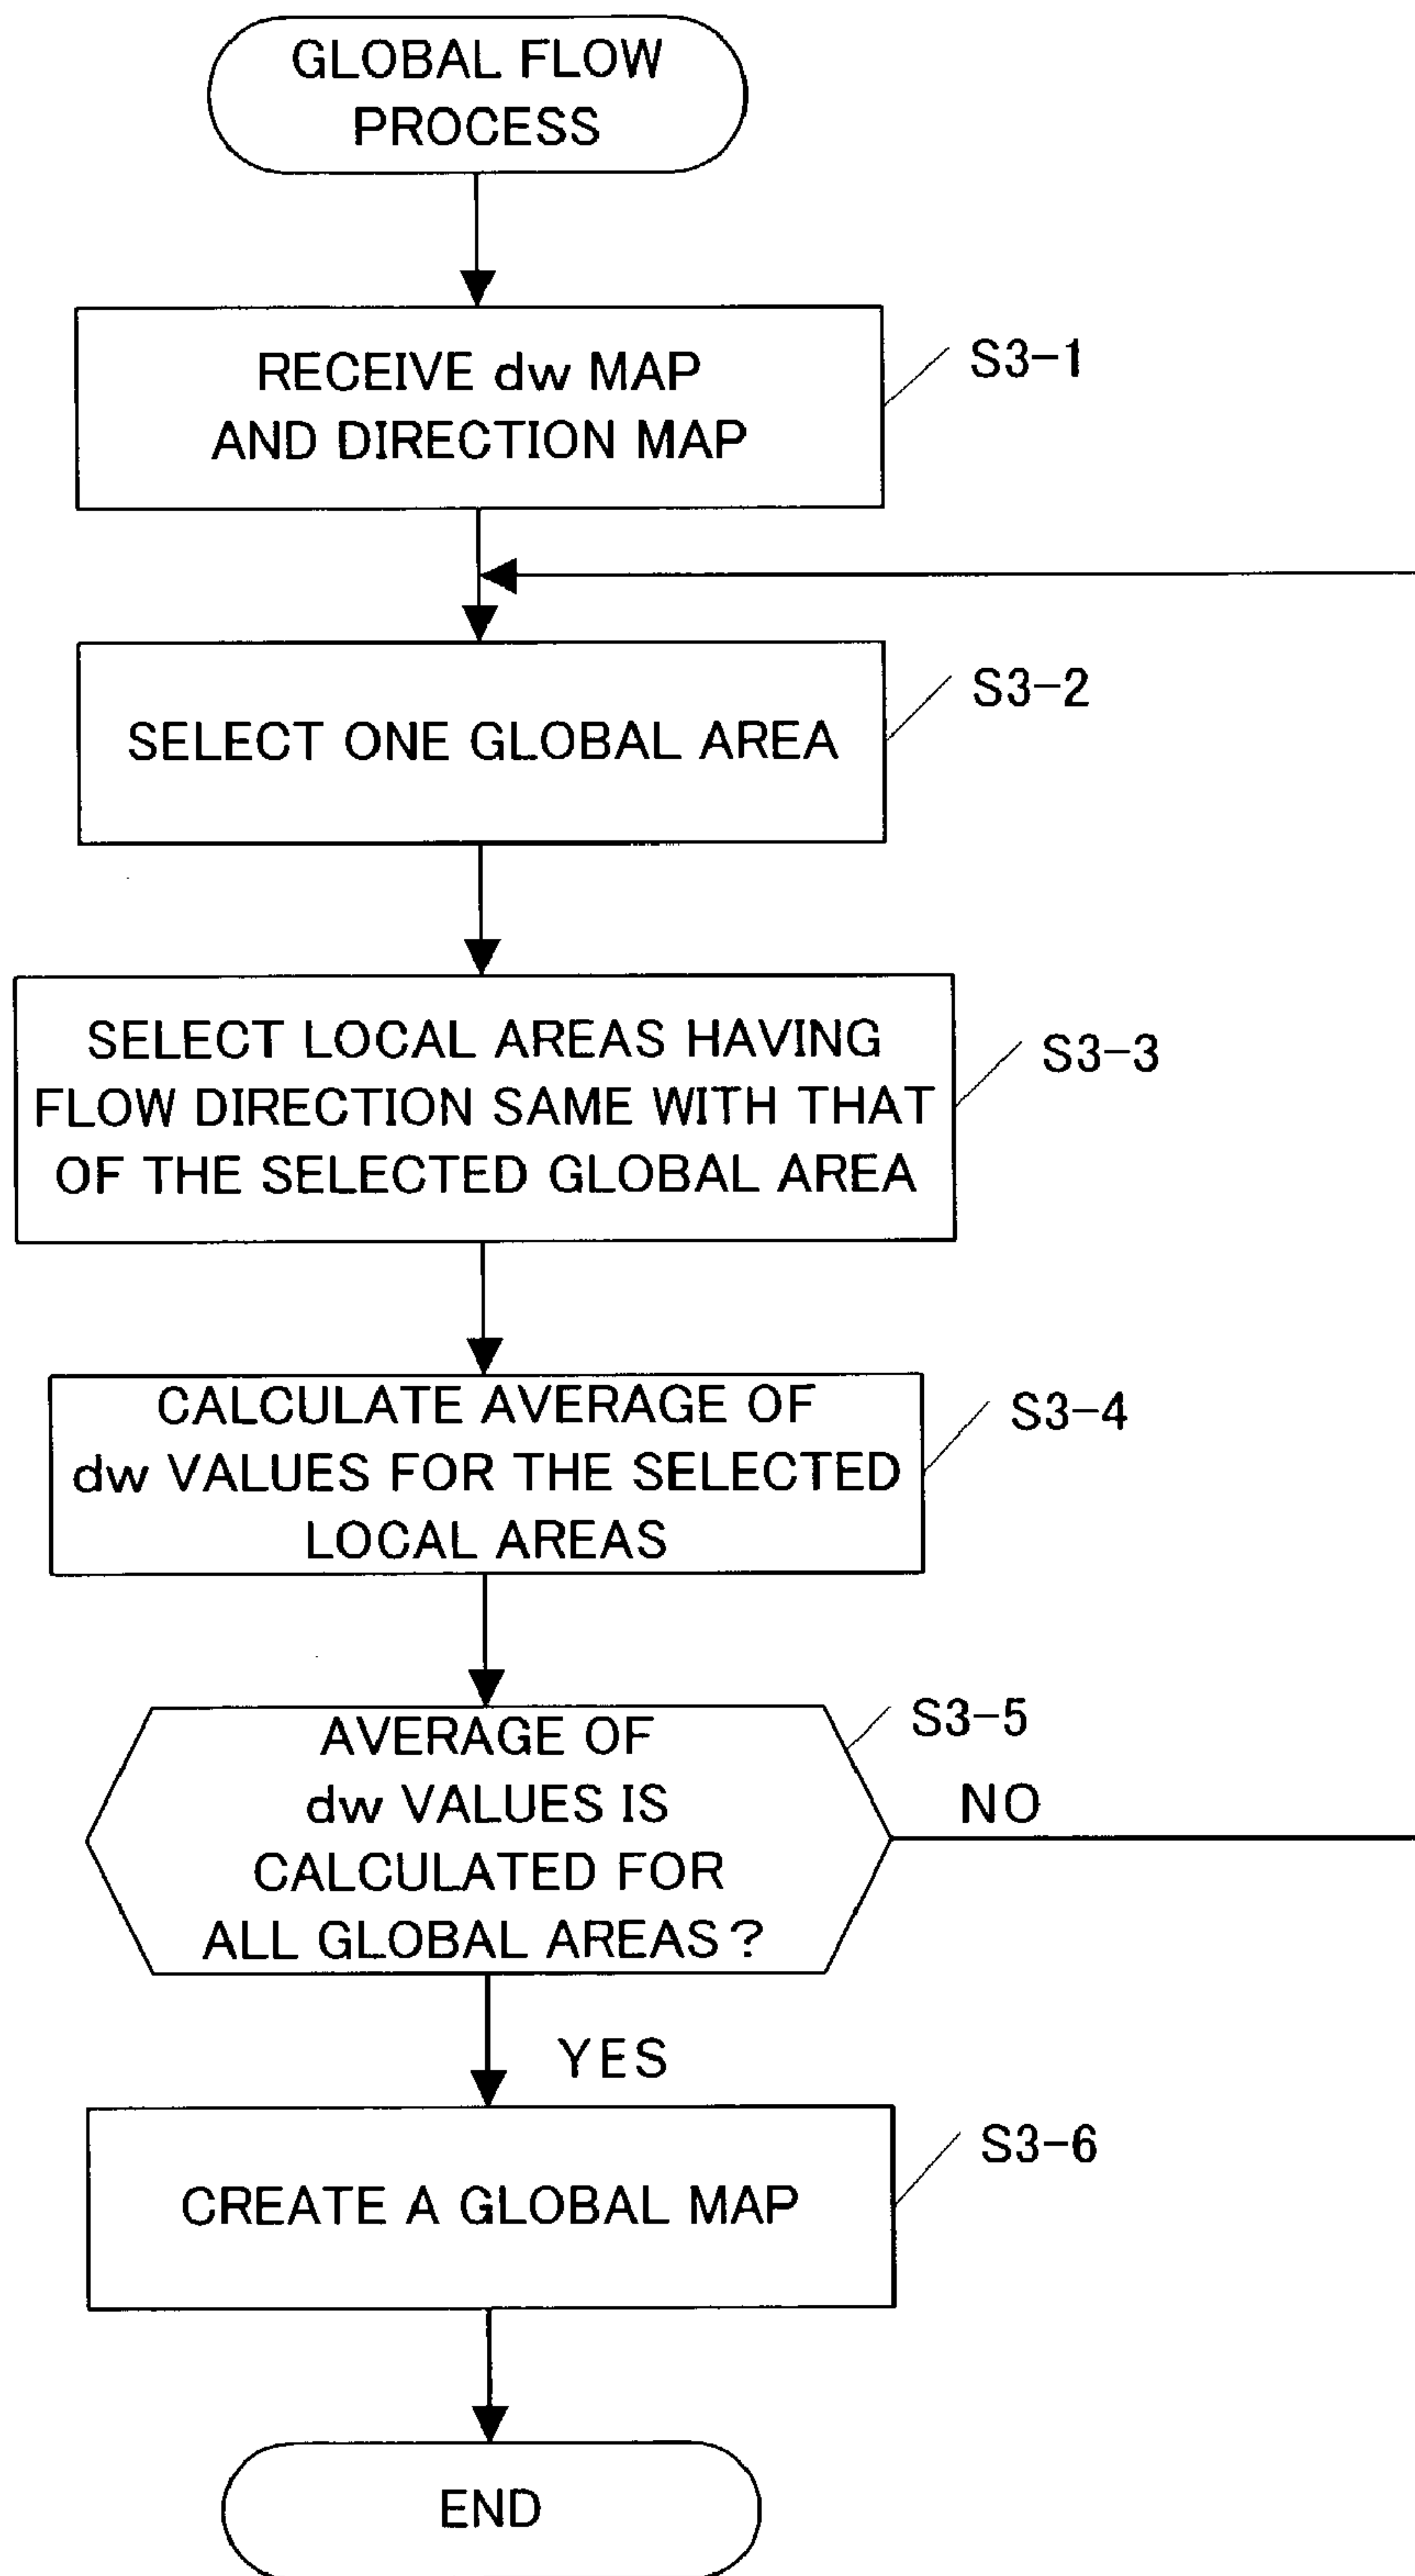 GLOBAL FLOW
PROCESS
RECEIVE dw MAP
AND DIRECTION MAP
S3-1
SELECT ONE GLOBAL AREA
S3-2
SELECT LOCAL AREAS HAVING
FLOW DIRECTION SAME WITH THAT
OF THE SELECTED GLOBAL AREA
S3-3
CALCULATE AVERAGE OF
dw VALUES FOR THE SELECTED
LOCAL AREAS
S3-4
AVERAGE OF
dw VALUES IS
CALCULATED FOR
ALL GLOBAL AREAS?
S3-5
NO
YES
CREATE A GLOBAL MAP
S3-6
END